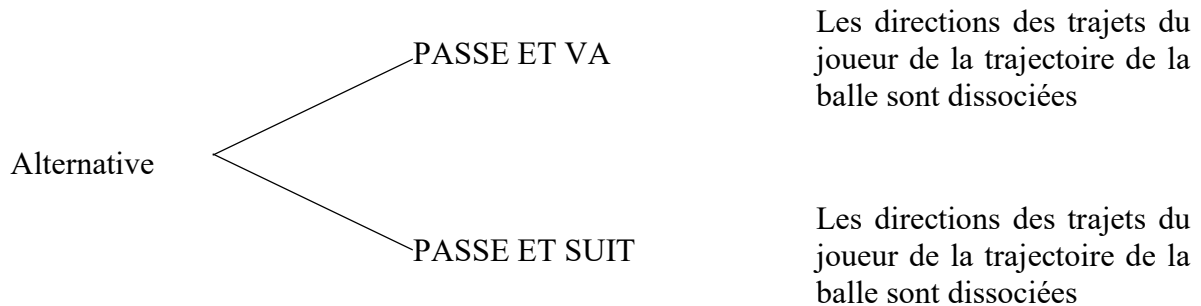 Les directions des trajets du
joueur de la trajectoire de la
balle sont dissociées
PASSE ET VA
Alternative
PASSE ET SUIT
Les directions des trajets du
joueur de la trajectoire de la
balle sont dissociées